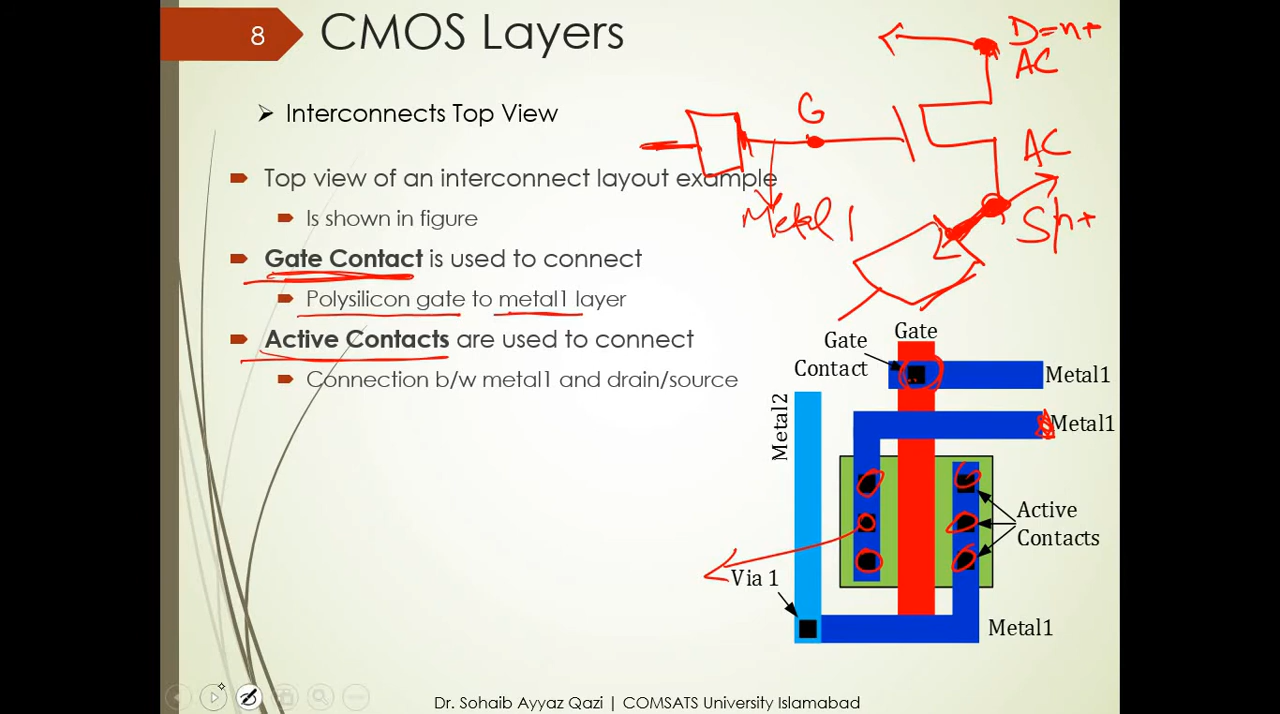 8
CMOS Layers
D=n+
AC
➢ Interconnects Top View
G
AC
Top view of an interconnect layout example
Metal 1
Is shown in figure
Sn+
Gate Contact is used to connect
Polysilicon gate to metal1 layer
Active Contacts are used to connect
Connection b/w metal1 and drain/source
Gate
Gate
Contact
Metal1
Metal2
Metal1
Active
Contacts
Via 1
Metal1
Dr. Sohaib Ayyaz Qazi | COMSATS University Islamabad